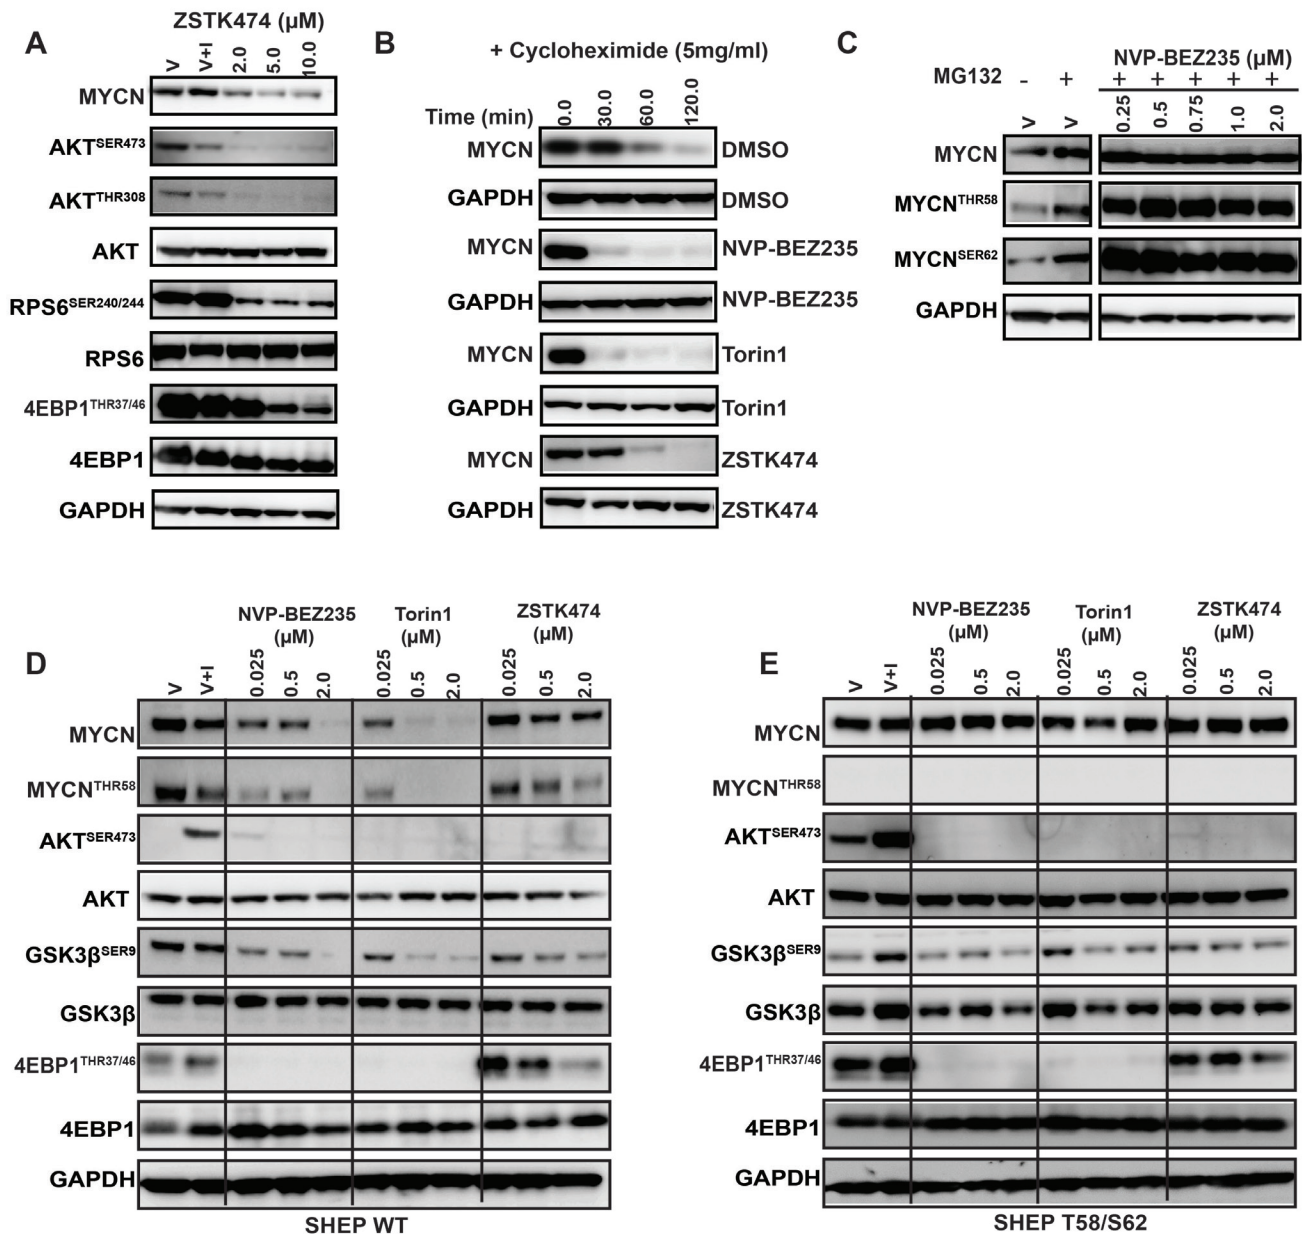 A
ZSTK474 (µM)
V V+I 2.0 5.0 10.0
MYCN
AKTSER473
AKTTHR308
AKT
RPS6SER240/244
RPS6
4EBP1THR37/46
4EBP1
GAPDH
B
+ Cycloheximide (5mg/ml)
Time (min) 0.0 30.0 60.0 120.0
MYCN DMSO
GAPDH DMSO
MYCN NVP-BEZ235
GAPDH NVP-BEZ235
MYCN Torin1
GAPDH Torin1
MYCN ZSTK474
GAPDH ZSTK474
C
NVP-BEZ235 (µM)
MG132 - + + + + + +
V V 0.25 0.5 0.75 1.0 2.0
MYCN
MYCNTHR58
MYCNSER62
GAPDH
D
NVP-BEZ235 (µM) Torin1 (µM) ZSTK474 (µM)
V V+I 0.025 0.5 2.0 0.025 0.5 2.0 0.025 0.5 2.0
MYCN
MYCNTHR58
AKTSER473
AKT
GSK3βSER9
GSK3β
4EBP1THR37/46
4EBP1
GAPDH
SHEP WT
E
NVP-BEZ235 (µM) Torin1 (µM) ZSTK474 (µM)
V V+I 0.025 0.5 2.0 0.025 0.5 2.0 0.025 0.5 2.0
MYCN
MYCNTHR58
AKTSER473
AKT
GSK3βSER9
GSK3β
4EBP1THR37/46
4EBP1
GAPDH
SHEP T58/S62